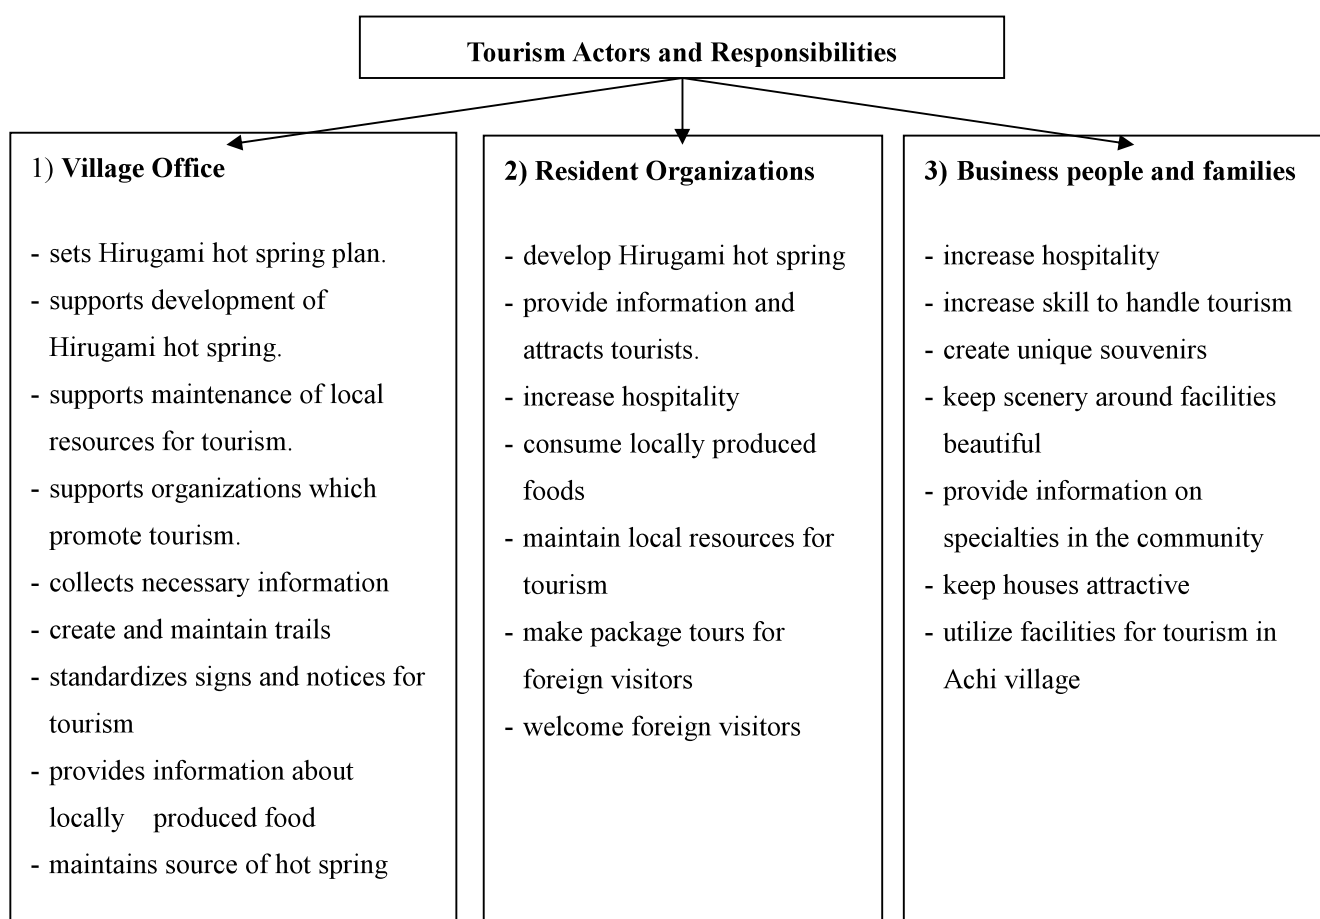 Tourism Actors and Responsibilities
1) Village Office
- sets Hirugami hot spring plan.
- supports development of
Hirugami hot spring.
- supports maintenance of local
resources for tourism.
- supports organizations which
promote tourism.
- collects necessary information
- create and maintain trails
- standardizes signs and notices for
tourism
- provides information about
locally produced food
- maintains source of hot spring
2) Resident Organizations
- develop Hirugami hot spring
- provide information and
attracts tourists.
- increase hospitality
- consume locally produced
foods
- maintain local resources for
tourism
- make package tours for
foreign visitors
- welcome foreign visitors
3) Business people and families
- increase hospitality
- increase skill to handle tourism
- create unique souvenirs
- keep scenery around facilities
beautiful
- provide information on
specialties in the community
- keep houses attractive
- utilize facilities for tourism in
Achi village